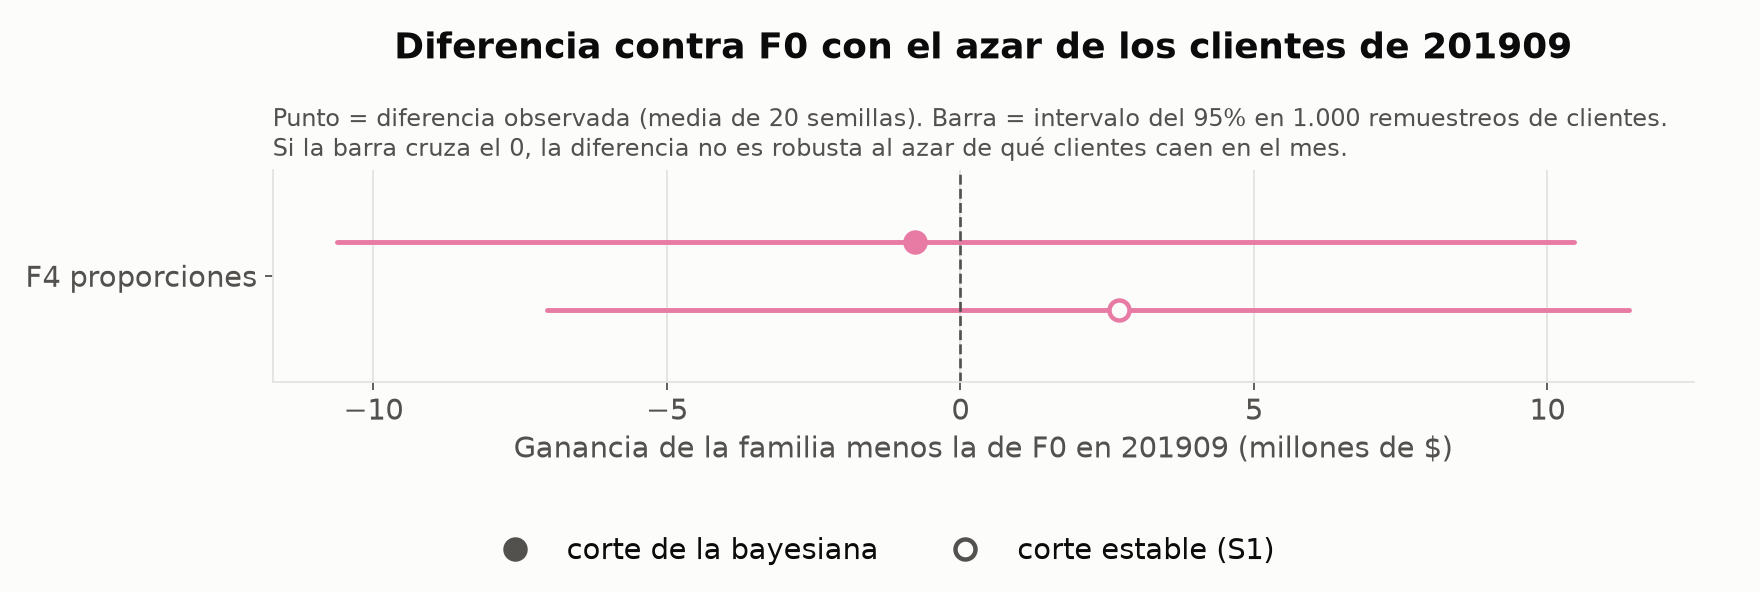 Diferencia contra F0 con el azar de los clientes de 201909
Punto = diferencia observada (media de 20 semillas). Barra = intervalo del 95% en 1.000 remuestreos de clientes.
Si la barra cruza el 0, la diferencia no es robusta al azar de qué clientes caen en el mes.
F4 proporciones
−10 −5 0 5 10
Ganancia de la familia menos la de F0 en 201909 (millones de $)
corte de la bayesiana corte estable (S1)